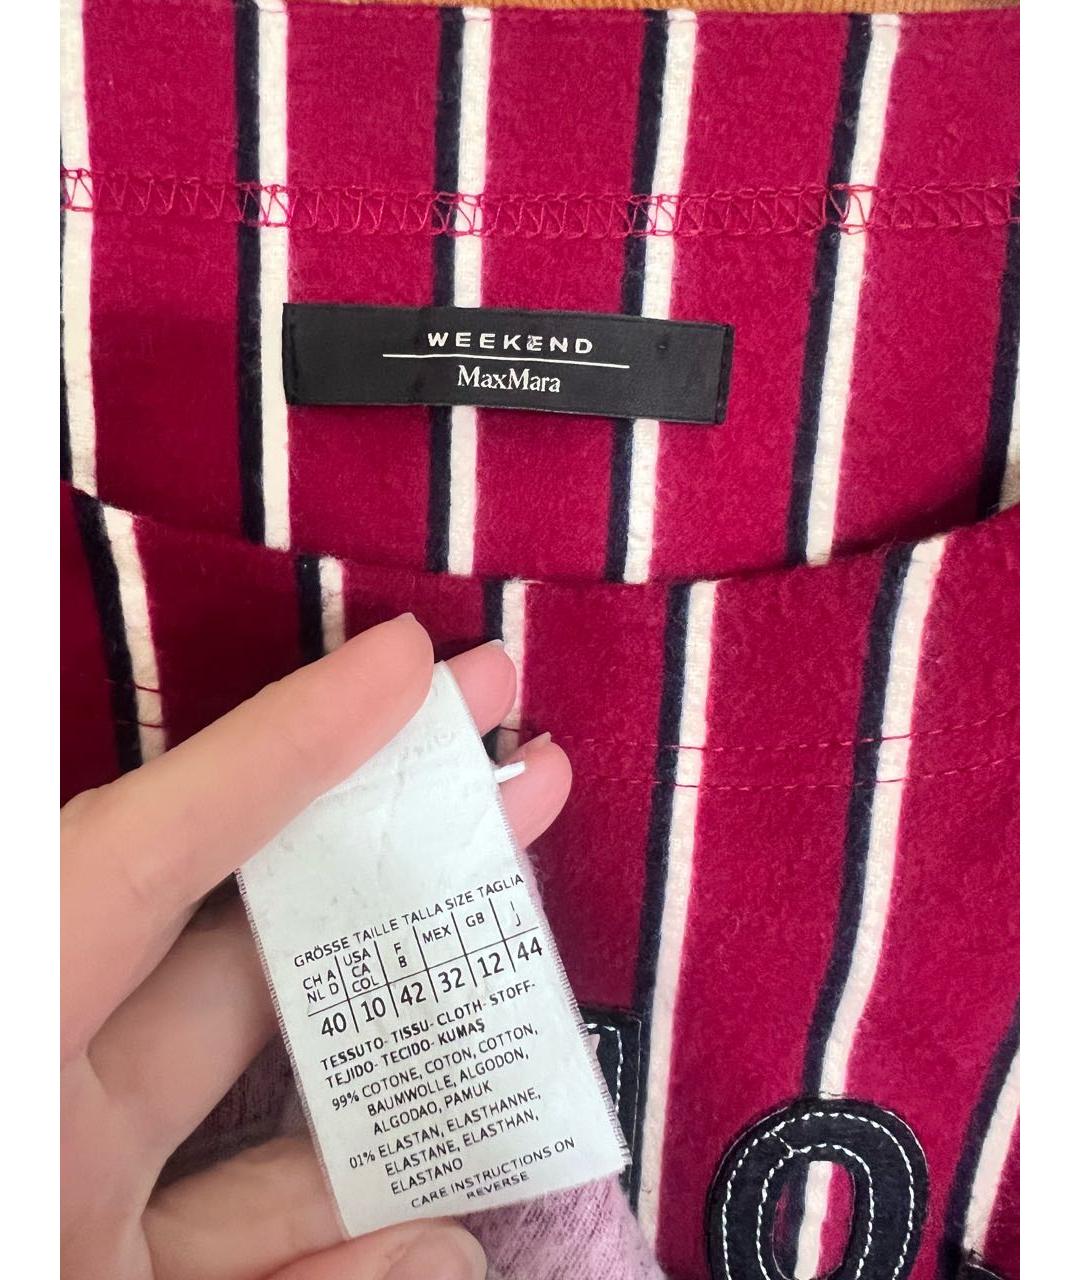 WEEKEND
MaxMara
GRÖSSE TAILLE TALLA SIZE TAGLIA
CH A NL D | USA CA COL | F B | MEX | GB | I J
40 | 10 | 42 | 32 | 12 | 44
TESSUTO- TISSU- CLOTH- STOFF-
TEJIDO- TECIDO- KUMAŞ
99% COTONE, COTON, COTTON,
BAUMWOLLE, ALGODON,
ALGODAO, PAMUK
01% ELASTAN, ELASTHANNE,
ELASTANE, ELASTHAN,
ELASTANO
CARE INSTRUCTIONS ON
REVERSE
O